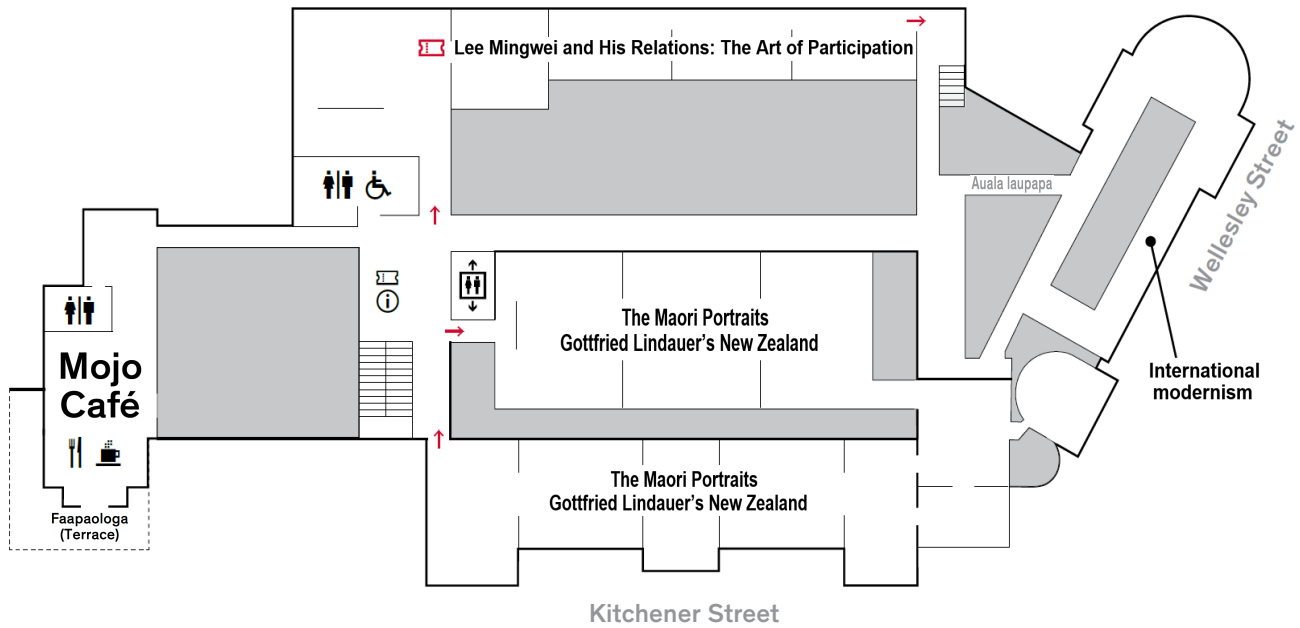 Lee Mingwei and His Relations: The Art of Participation
Auala laupapa
Wellesley Street
The Maori Portraits
Gottfried Lindauer's New Zealand
International
modernism
Mojo
Café
Faapaologa
(Terrace)
The Maori Portraits
Gottfried Lindauer's New Zealand
Kitchener Street